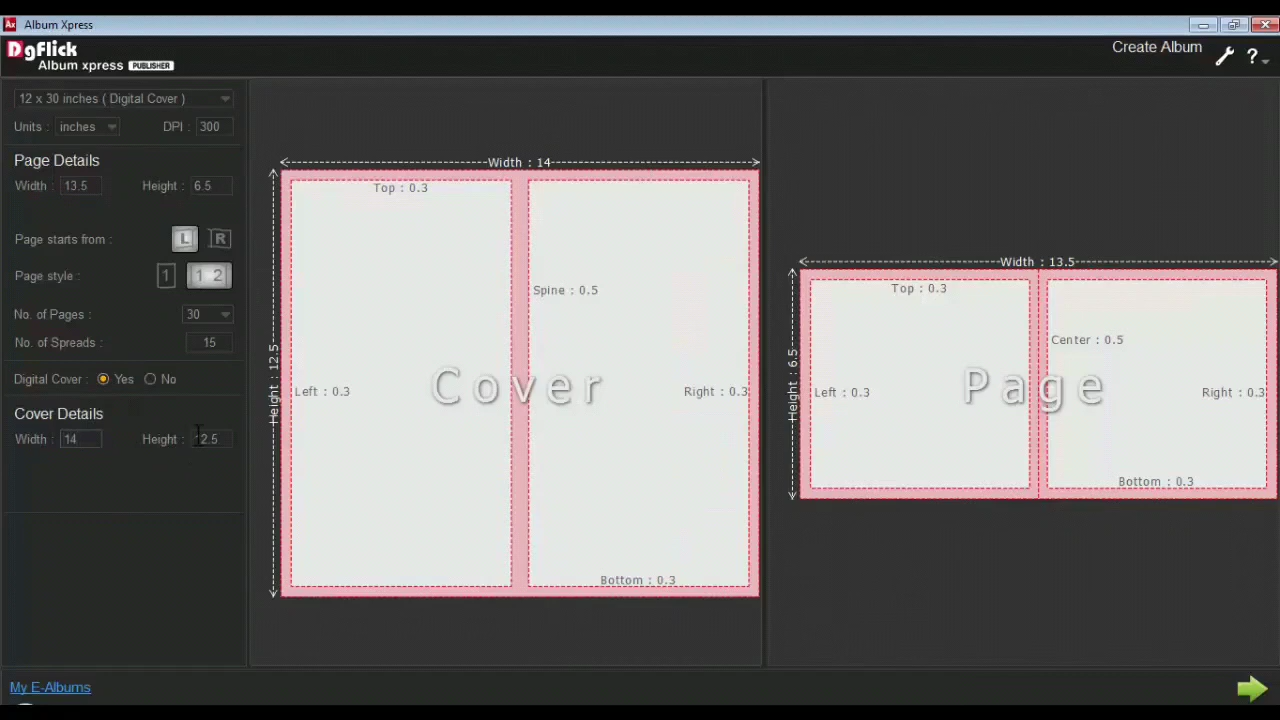 Album Xpress
DgFlick
Album xpress PUBLISHER
Create Album
?
12 x 30 inches ( Digital Cover )
Units : inches DPI : 300
Page Details
Width : 13.5 Height : 6.5
Page starts from : L R
Page style : 1 1 2
No. of Pages : 30
No. of Spreads : 15
Digital Cover : Yes No
Cover Details
Width : 14 Height : 12.5
Width : 14
Top : 0.3
Spine : 0.5
Height : 12.5
Left : 0.3
Cover
Right : 0.3
Bottom : 0.3
Width : 13.5
Top : 0.3
Center : 0.5
Height : 6.5
Left : 0.3
Page
Right : 0.3
Bottom : 0.3
My E-Albums